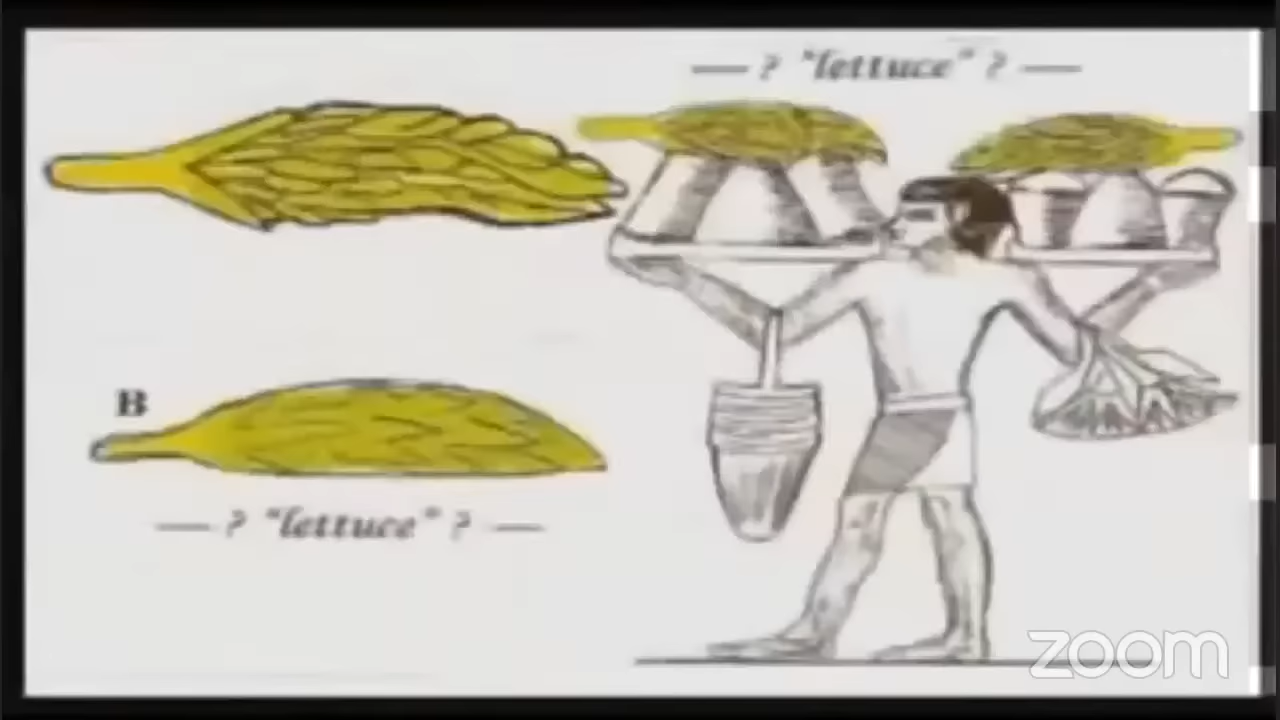 — ? "lettuce" ? —
B
— ? "lettuce" ? —
zoom